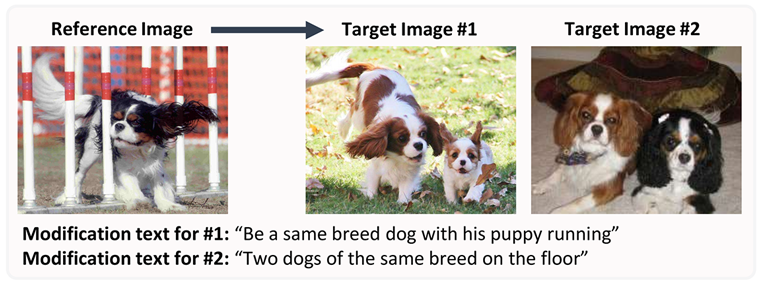 Reference Image
Target Image #1
Target Image #2
Modification text for #1: “Be a same breed dog with his puppy running”
Modification text for #2: “Two dogs of the same breed on the floor”